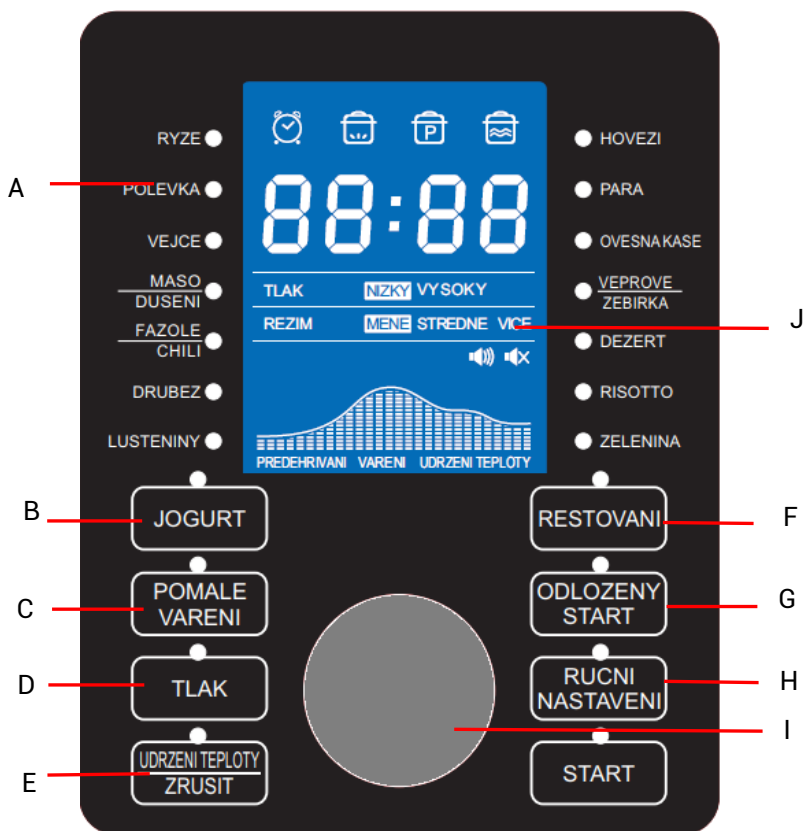 RYZE
POLEVKA
VEJCE
MASO
DUSENI
FAZOLE
CHILI
DRUBEZ
LUSTENINY
P
88:88
TLAK NIZKY VYSOKY
REZIM MENE STREDNE VICE
PREDEHRIVANI VARENI UDRZENI TEPLOTY
HOVEZI
PARA
OVESNA KASE
VEPROVE
ZEBIRKA
DEZERT
RISOTTO
ZELENINA
JOGURT
POMALE
VARENI
TLAK
UDRZENI TEPLOTY
ZRUSIT
RESTOVANI
ODLOZENY
START
RUCNI
NASTAVENI
START
A
B
C
D
E
F
G
H
I
J